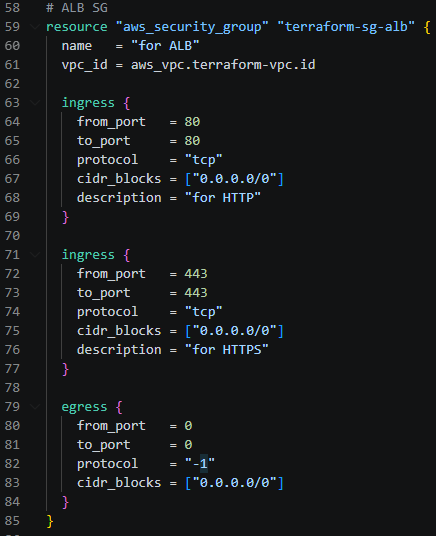 58 # ALB SG
59 resource "aws_security_group" "terraform-sg-alb" {
60   name   = "for ALB"
61   vpc_id = aws_vpc.terraform-vpc.id
62
63   ingress {
64     from_port   = 80
65     to_port     = 80
66     protocol    = "tcp"
67     cidr_blocks = ["0.0.0.0/0"]
68     description = "for HTTP"
69   }
70
71   ingress {
72     from_port   = 443
73     to_port     = 443
74     protocol    = "tcp"
75     cidr_blocks = ["0.0.0.0/0"]
76     description = "for HTTPS"
77   }
78
79   egress {
80     from_port   = 0
81     to_port     = 0
82     protocol    = "-1"
83     cidr_blocks = ["0.0.0.0/0"]
84   }
85 }